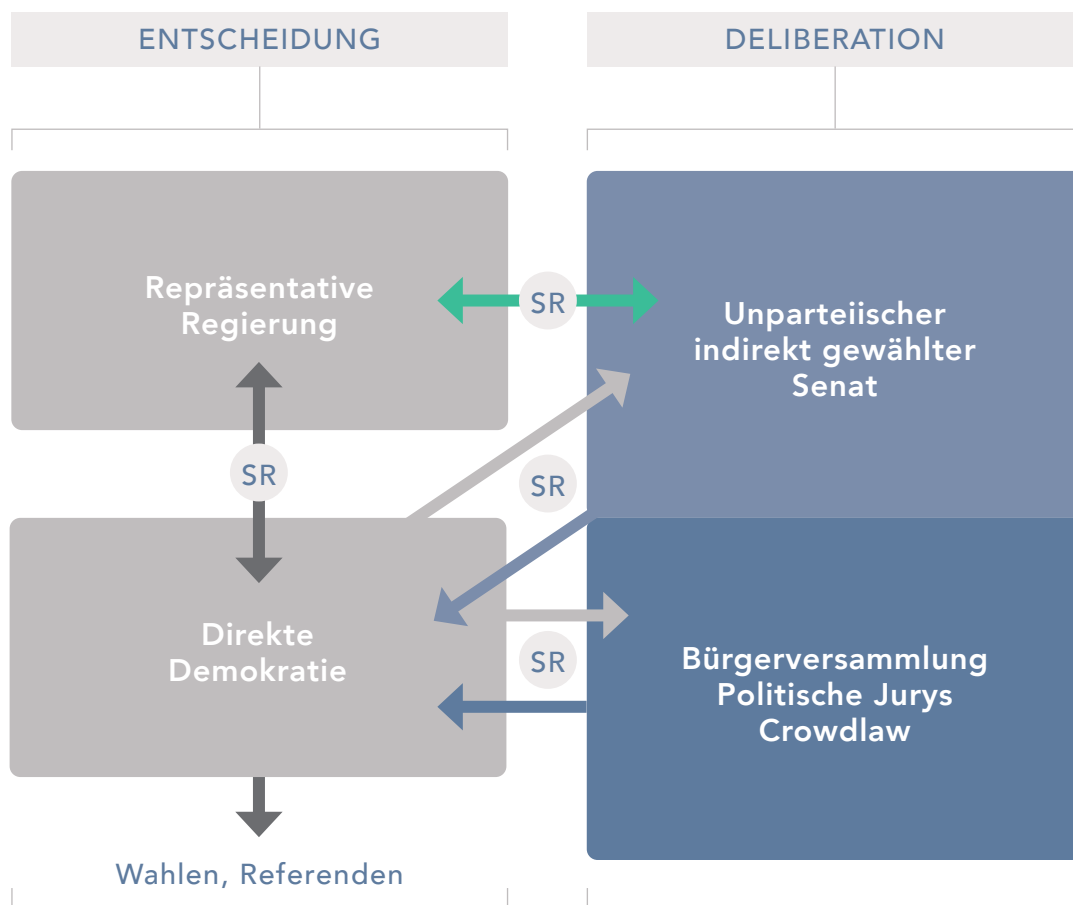 ENTSCHEIDUNG
DELIBERATION
Repräsentative
Regierung
SR
Unparteiischer
indirekt gewählter
Senat
SR
SR
Direkte
Demokratie
SR
Bürgerversammlung
Politische Jurys
Crowdlaw
Wahlen, Referenden